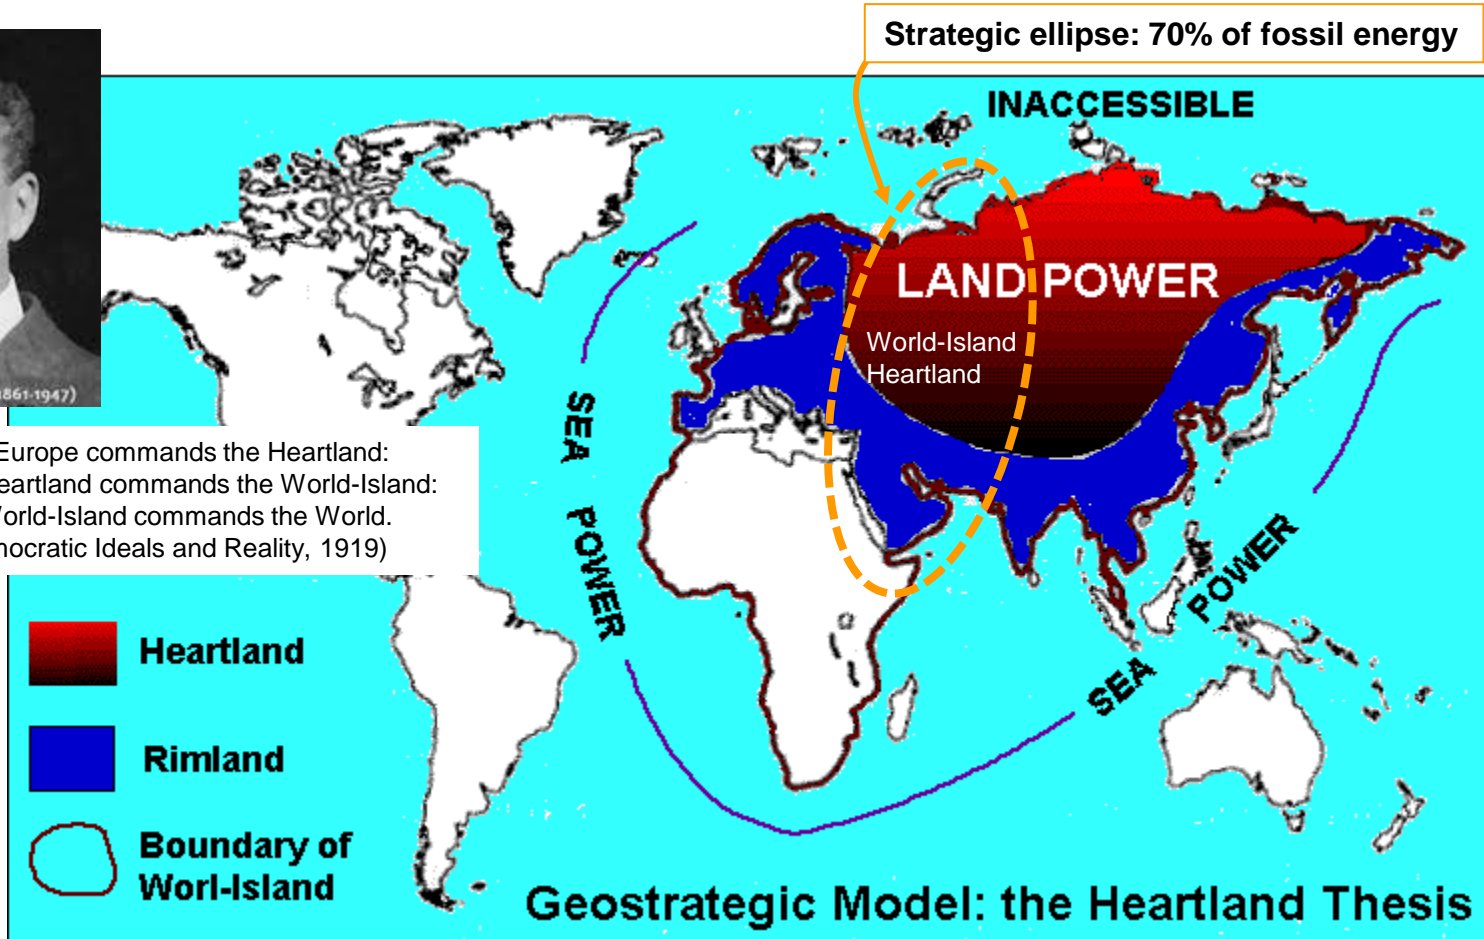 Strategic ellipse: 70% of fossil energy
INACCESSIBLE
LAND POWER
World-Island
Heartland
1861-1947)
Europe commands the Heartland:
eartland commands the World-Island:
orld-Island commands the World.
ocratic Ideals and Reality, 1919)
SEA POWER
SEA POWER
Heartland
Rimland
Boundary of
Worl-Island
Geostrategic Model: the Heartland Thesis